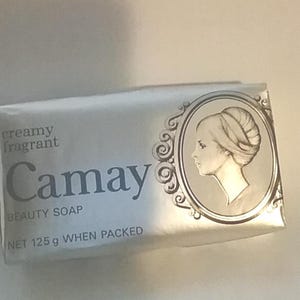 creamy
fragrant
Camay
BEAUTY SOAP
NET 125 g WHEN PACKED